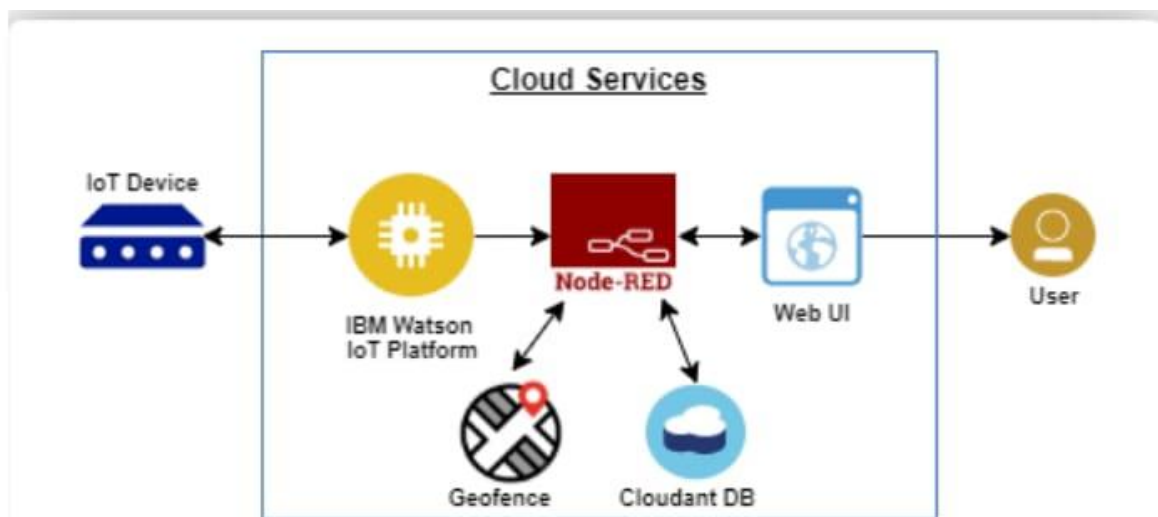 Cloud Services
IoT Device
Node-RED
IBM Watson
IoT Platform
Web UI
User
Geofence
Cloudant DB